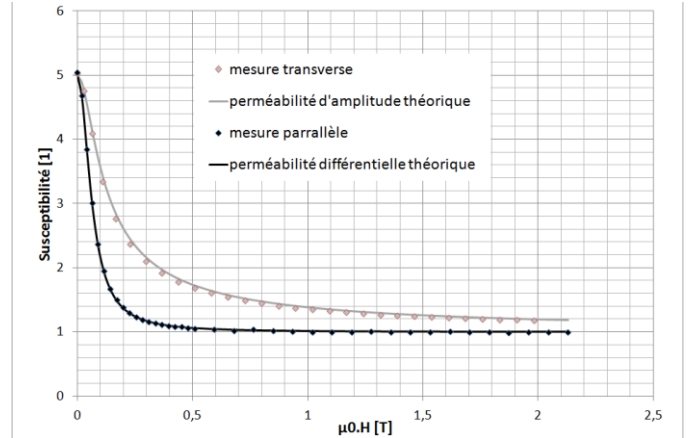 6
5
4
3
2
1
0
Susceptibilité [1]
mesure transverse
perméabilité d'amplitude théorique
mesure parrallèle
perméabilité différentielle théorique
0
0,5
1
1,5
2
2,5
µ0.H [T]